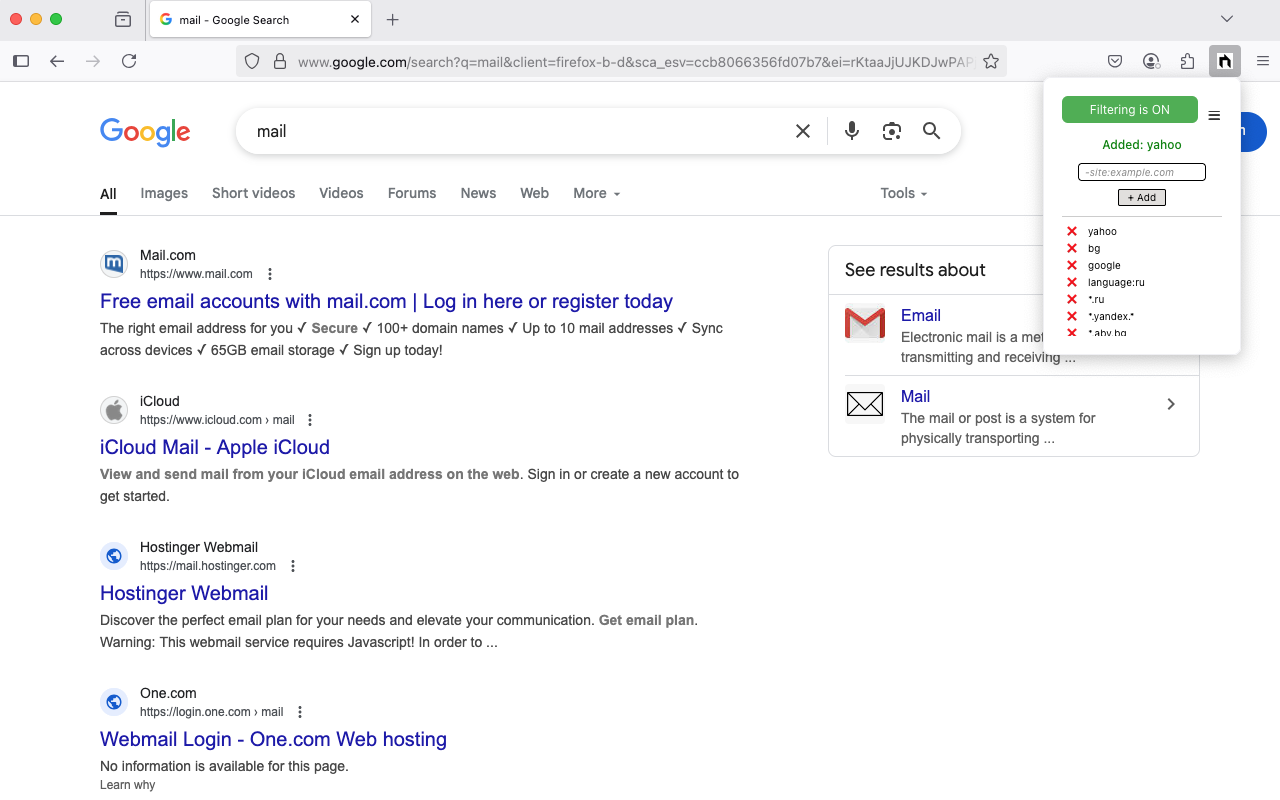 mail - Google Search
www.google.com/search?q=mail&client=firefox-b-d&sca_esv=ccb8066356fd07b7&ei=rKtaaJjUJKDJwPAP
Google
mail
All
Images
Short videos
Videos
Forums
News
Web
More
Tools
Mail.com
https://www.mail.com
Free email accounts with mail.com | Log in here or register today
The right email address for you ✓ Secure ✓ 100+ domain names ✓ Up to 10 mail addresses ✓ Sync
across devices ✓ 65GB email storage ✓ Sign up today!
iCloud
https://www.icloud.com › mail
iCloud Mail - Apple iCloud
View and send mail from your iCloud email address on the web. Sign in or create a new account to
get started.
Hostinger Webmail
https://mail.hostinger.com
Hostinger Webmail
Discover the perfect email plan for your needs and elevate your communication. Get email plan.
Warning: This webmail service requires Javascript! In order to ...
One.com
https://login.one.com › mail
Webmail Login - One.com Web hosting
No information is available for this page.
Learn why
See results about
Email
Electronic mail is a met
transmitting and receiving ...
Mail
The mail or post is a system for
physically transporting ...
Filtering is ON
Added: yahoo
-site:example.com
+ Add
yahoo
bg
google
language:ru
*.ru
*.yandex.*
*.abv.bg